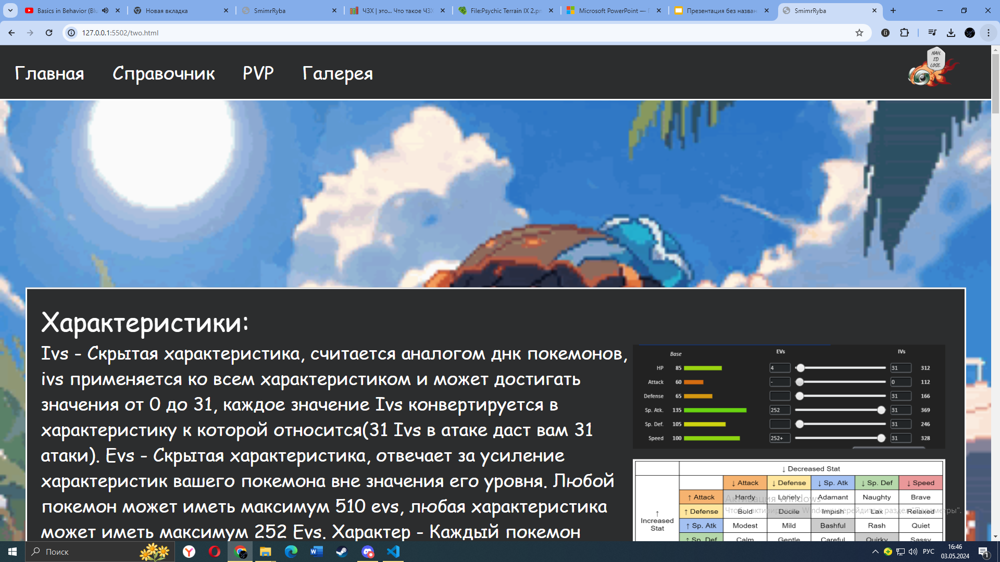 Basics in Behavior (Blu
Новая вкладка
SmimrRyba
ЧЗХ | это... Что такое ЧЗХ
File:Psychic Terrain IX 2.pn
Microsoft PowerPoint —
Презентация без назван
SmimrRyba
127.0.0.1:5502/two.html
Главная Справочник PVP Галерея
NAH,
I'D
LOSE.
Характеристики:
Ivs - Скрытая характеристика, считается аналогом днк покемонов,
ivs применяется ко всем характеристиком и может достигать
значения от 0 до 31, каждое значение Ivs конвертируется в
характеристику к которой относится(31 Ivs в атаке даст вам 31
атаки). Evs - Скрытая характеристика, отвечает за усиление
характеристик вашего покемона вне значения его уровня. Любой
покемон может иметь максимум 510 evs, любая характеристика
может иметь максимум 252 Evs. Характер - Каждый покемон
Base EVs IVs
HP 85 4 31 312
Attack 60 - 0 112
Defense 65 31 166
Sp. Atk. 135 252 31 369
Sp. Def. 105 31 246
Speed 100 252+ 31 328
↓ Decreased Stat
↓ Attack ↓ Defense ↓ Sp. Atk ↓ Sp. Def ↓ Speed
↑ Attack Hardy Lonely Adamant Naughty Brave
↑ Defense Bold Docile Impish Lax Relaxed
↑ Sp. Atk Modest Mild Bashful Rash Quiet
↑ Sp. Def Calm Gentle Careful Quirky Sassy
↑
Increased
Stat
Активация Windows
Чтобы активировать Windows, перейдите в раздел "Параметры".
Поиск
РУС
16:46
03.05.2024
1